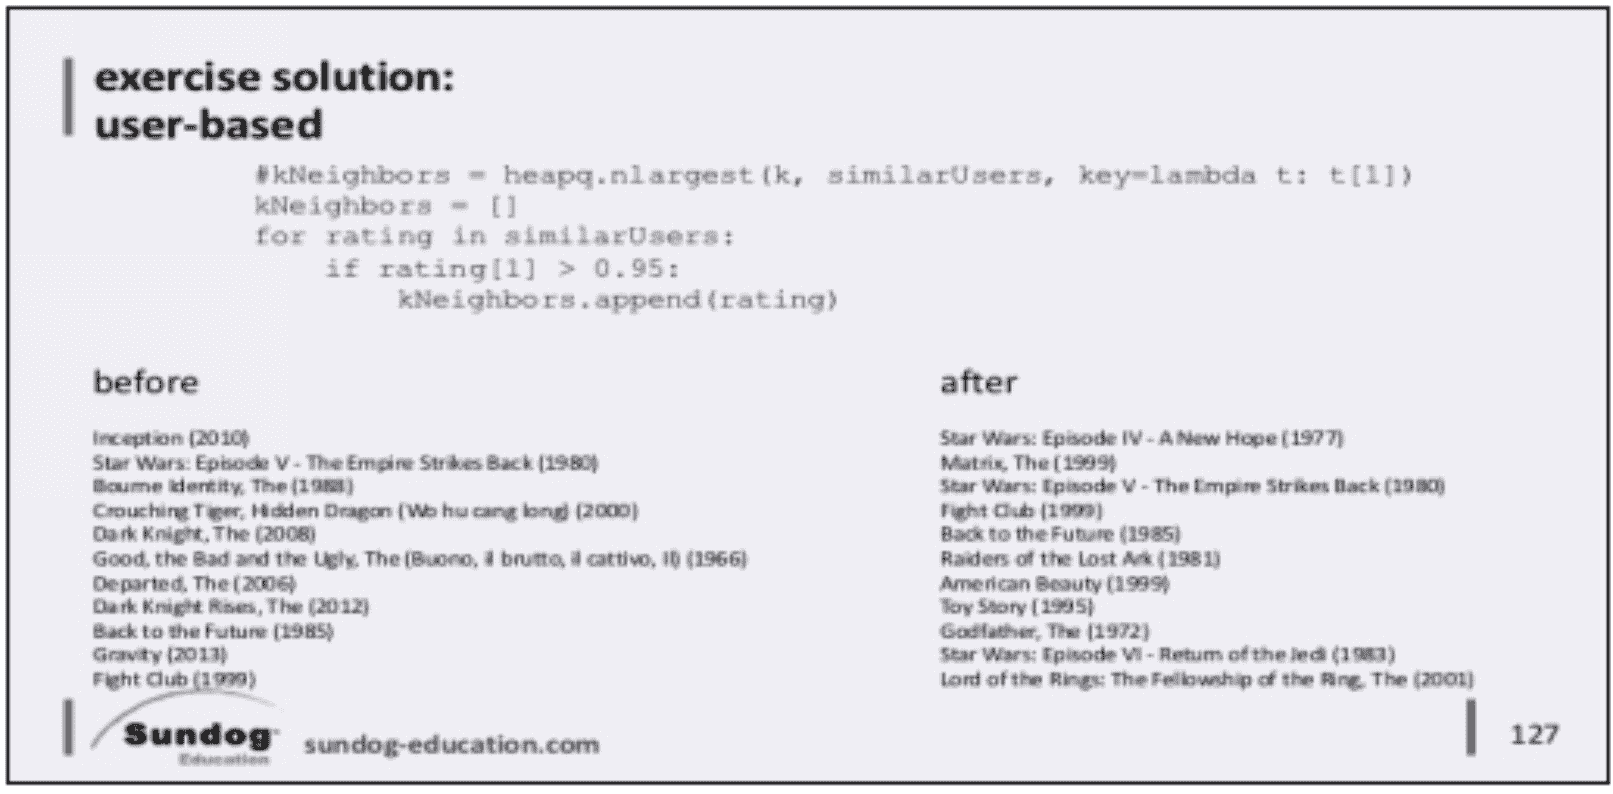 exercise solution:
user-based
#kNeighbors = heapq.nlargest(k, similarUsers, key=lambda t: t[1])
kNeighbors = []
for rating in similarUsers:
    if rating[1] > 0.95:
        kNeighbors.append(rating)
before
Inception (2010)
Star Wars: Episode V - The Empire Strikes Back (1980)
Bourne Identity, The (1988)
Crouching Tiger, Hidden Dragon (Wo hu cang long) (2000)
Dark Knight, The (2008)
Good, the Bad and the Ugly, The (Buono, il brutto, il cattivo, Il) (1966)
Departed, The (2006)
Dark Knight Rises, The (2012)
Back to the Future (1985)
Gravity (2013)
Fight Club (1999)
after
Star Wars: Episode IV - A New Hope (1977)
Matrix, The (1999)
Star Wars: Episode V - The Empire Strikes Back (1980)
Fight Club (1999)
Back to the Future (1985)
Raiders of the Lost Ark (1981)
American Beauty (1999)
Toy Story (1995)
Godfather, The (1972)
Star Wars: Episode VI - Return of the Jedi (1983)
Lord of the Rings: The Fellowship of the Ring, The (2001)
Sundog
Education
sundog-education.com
127